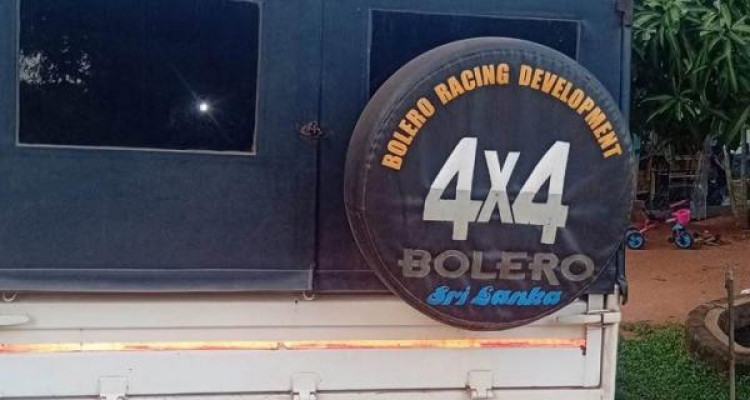 BOLERO RACING DEVELOPMENT
4X4
BOLERO
Sri Lanka